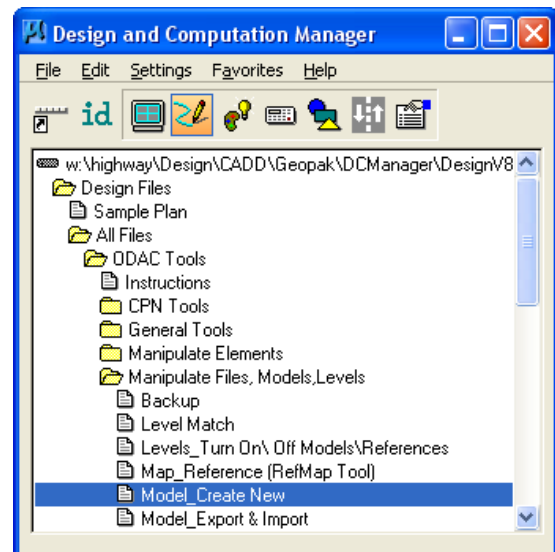 Design and Computation Manager
File Edit Settings Favorites Help
id
w:\highway\Design\CADD\Geopak\DCManager\DesignV8
Design Files
Sample Plan
All Files
ODAC Tools
Instructions
CPN Tools
General Tools
Manipulate Elements
Manipulate Files, Models,Levels
Backup
Level Match
Levels_Turn On\ Off Models\References
Map_Reference (RefMap Tool)
Model_Create New
Model_Export & Import